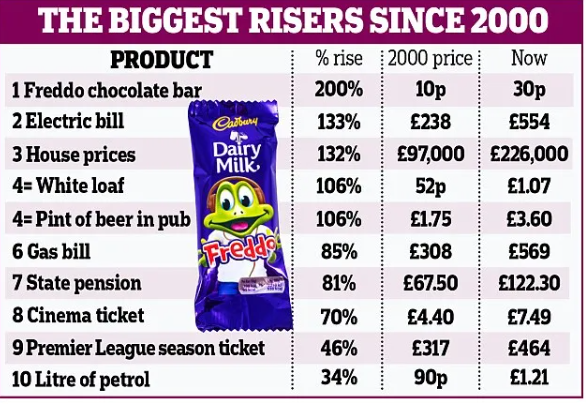 THE BIGGEST RISERS SINCE 2000
PRODUCT % rise 2000 price Now
1 Freddo chocolate bar 200% 10p 30p
2 Electric bill 133% £238 £554
3 House prices 132% £97,000 £226,000
4= White loaf 106% 52p £1.07
4= Pint of beer in pub 106% £1.75 £3.60
6 Gas bill 85% £308 £569
7 State pension 81% £67.50 £122.30
8 Cinema ticket 70% £4.40 £7.49
9 Premier League season ticket 46% £317 £464
10 Litre of petrol 34% 90p £1.21
Cadbury
Dairy
Milk
Freddo